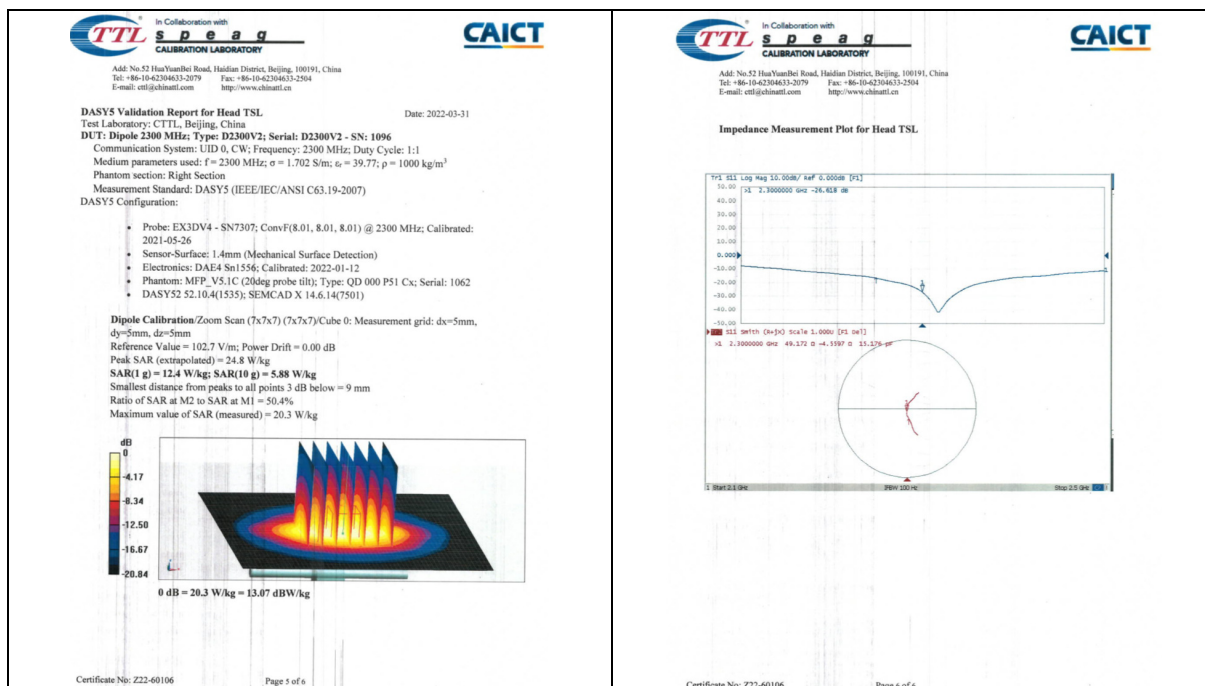 TTL
In Collaboration with
s p e a g
CALIBRATION LABORATORY
CAICT
Add: No.52 HuaYuanBei Road, Haidian District, Beijing, 100191, China
Tel: +86-10-62304633-2079 Fax: +86-10-62304633-2504
E-mail: cttl@chinattl.com http://www.chinattl.cn
DASY5 Validation Report for Head TSL Date: 2022-03-31
Test Laboratory: CTTL, Beijing, China
DUT: Dipole 2300 MHz; Type: D2300V2; Serial: D2300V2 - SN: 1096
Communication System: UID 0, CW; Frequency: 2300 MHz; Duty Cycle: 1:1
Medium parameters used: f = 2300 MHz; σ = 1.702 S/m; εr = 39.77; ρ = 1000 kg/m³
Phantom section: Right Section
Measurement Standard: DASY5 (IEEE/IEC/ANSI C63.19-2007)
DASY5 Configuration:
• Probe: EX3DV4 - SN7307; ConvF(8.01, 8.01, 8.01) @ 2300 MHz; Calibrated:
2021-05-26
• Sensor-Surface: 1.4mm (Mechanical Surface Detection)
• Electronics: DAE4 Sn1556; Calibrated: 2022-01-12
• Phantom: MFP_V5.1C (20deg probe tilt); Type: QD 000 P51 Cx; Serial: 1062
• DASY52 52.10.4(1535); SEMCAD X 14.6.14(7501)
Dipole Calibration/Zoom Scan (7x7x7) (7x7x7)/Cube 0: Measurement grid: dx=5mm,
dy=5mm, dz=5mm
Reference Value = 102.7 V/m; Power Drift = 0.00 dB
Peak SAR (extrapolated) = 24.8 W/kg
SAR(1 g) = 12.4 W/kg; SAR(10 g) = 5.88 W/kg
Smallest distance from peaks to all points 3 dB below = 9 mm
Ratio of SAR at M2 to SAR at M1 = 50.4%
Maximum value of SAR (measured) = 20.3 W/kg
dB
0
-4.17
-8.34
-12.50
-16.67
-20.84
0 dB = 20.3 W/kg = 13.07 dBW/kg
Certificate No: Z22-60106 Page 5 of 6
TTL
In Collaboration with
s p e a g
CALIBRATION LABORATORY
CAICT
Add: No.52 HuaYuanBei Road, Haidian District, Beijing, 100191, China
Tel: +86-10-62304633-2079 Fax: +86-10-62304633-2504
E-mail: cttl@chinattl.com http://www.chinattl.cn
Impedance Measurement Plot for Head TSL
Tr1 S11 Log Mag 10.00dB/ Ref 0.000dB [F1]
50.00
>1 2.3000000 GHz -26.618 dB
40.00
30.00
20.00
10.00
0.000
-10.00
-20.00
-30.00
-40.00
-50.00
S11 Smith (R+jX) Scale 1.000U [F1 Del]
>1 2.3000000 GHz 49.172 Ω -4.5597 Ω 15.176 pF
1 Start 2.1 GHz IFBW 100 Hz Stop 2.5 GHz
Certificate No: Z22-60106 Page 6 of 6